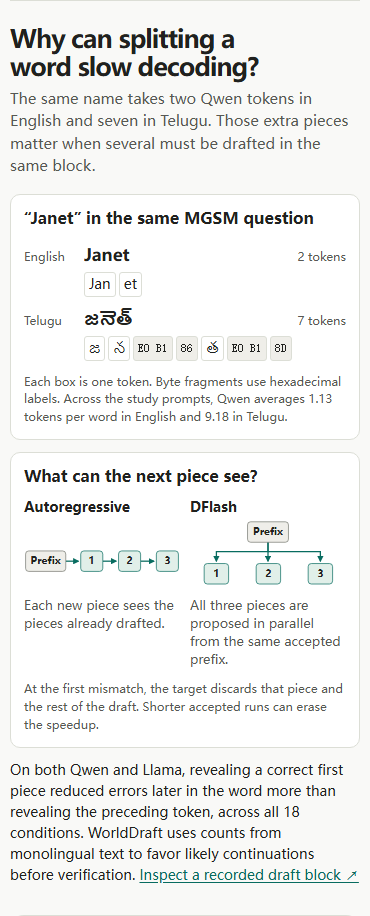 Why can splitting a
word slow decoding?
The same name takes two Qwen tokens in
English and seven in Telugu. Those extra pieces
matter when several must be drafted in the
same block.
“Janet” in the same MGSM question
English Janet 2 tokens
Jan et
Telugu జనెత్ 7 tokens
జ న E0 B1 86 త E0 B1 8D
Each box is one token. Byte fragments use hexadecimal
labels. Across the study prompts, Qwen averages 1.13
tokens per word in English and 9.18 in Telugu.
What can the next piece see?
Autoregressive
Prefix 1 2 3
Each new piece sees the
pieces already drafted.
DFlash
Prefix
1 2 3
All three pieces are
proposed in parallel
from the same accepted
prefix.
At the first mismatch, the target discards that piece and
the rest of the draft. Shorter accepted runs can erase
the speedup.
On both Qwen and Llama, revealing a correct first
piece reduced errors later in the word more than
revealing the preceding token, across all 18
conditions. WorldDraft uses counts from
monolingual text to favor likely continuations
before verification. Inspect a recorded draft block ↗